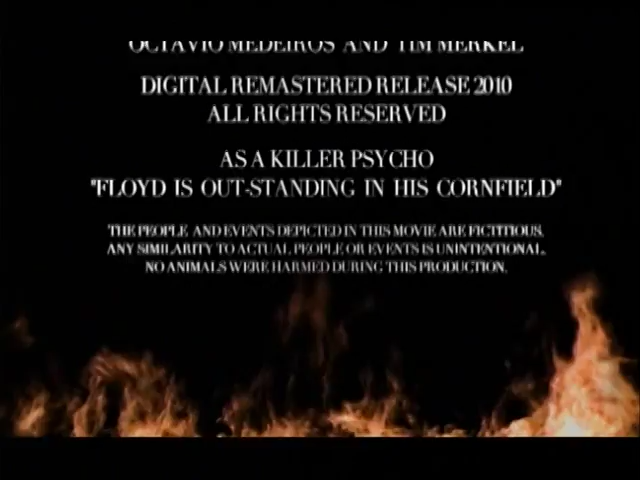 OCTAVIO MEDEIROS AND TIM MERKEL
DIGITAL REMASTERED RELEASE 2010
ALL RIGHTS RESERVED
AS A KILLER PSYCHO
"FLOYD IS OUT-STANDING IN HIS CORNFIELD"
THE PEOPLE AND EVENTS DEPICTED IN THIS MOVIE ARE FICTITIOUS.
ANY SIMILARITY TO ACTUAL PEOPLE OR EVENTS IS UNINTENTIONAL.
NO ANIMALS WERE HARMED DURING THIS PRODUCTION.